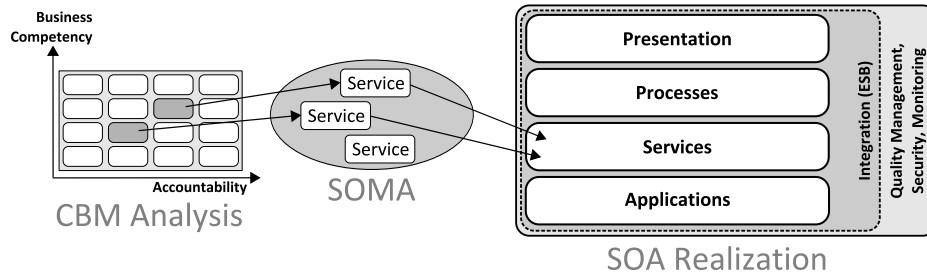 Business
Competency
Accountability
CBM Analysis
Service
Service
Service
SOMA
Presentation
Processes
Services
Applications
Integration (ESB)
Quality Management,
Security, Monitoring
SOA Realization